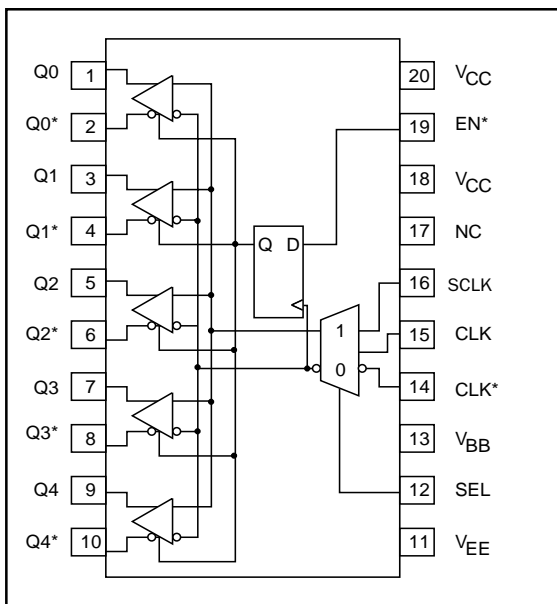 Q0 1 20 VCC
Q0* 2 19 EN*
Q1 3 18 VCC
Q1* 4 Q D 17 NC
Q2 5 16 SCLK
1 15 CLK
Q2* 6
0 14 CLK*
Q3 7
Q3* 8 13 VBB
Q4 9 12 SEL
Q4* 10 11 VEE